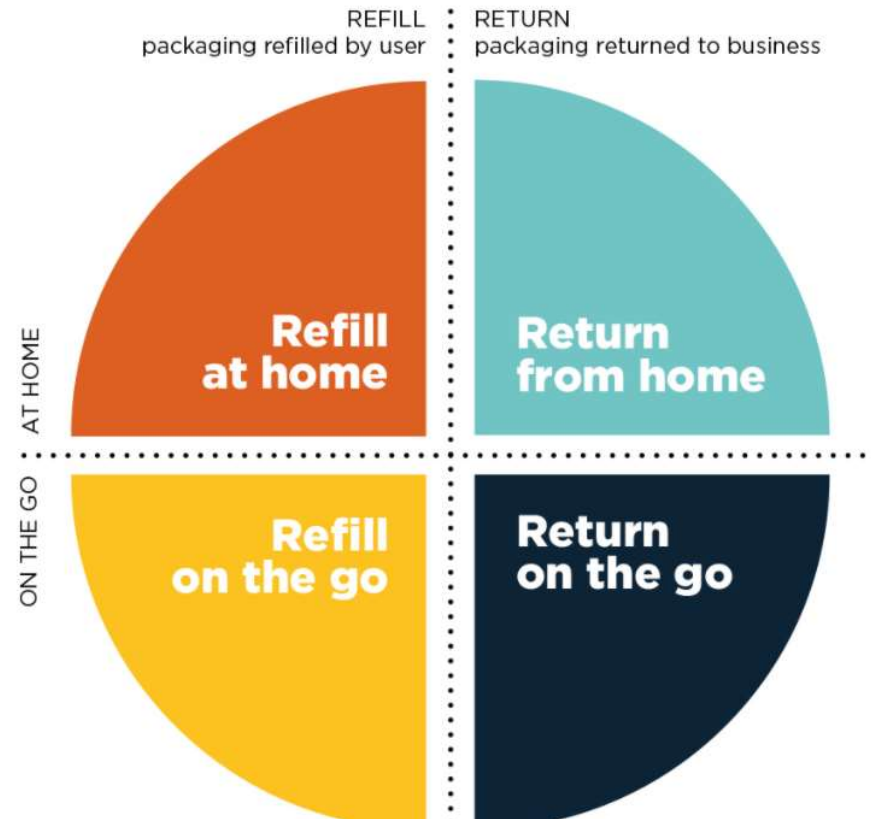 REFILL
packaging refilled by user
RETURN
packaging returned to business
AT HOME
Refill
at home
Return
from home
ON THE GO
Refill
on the go
Return
on the go